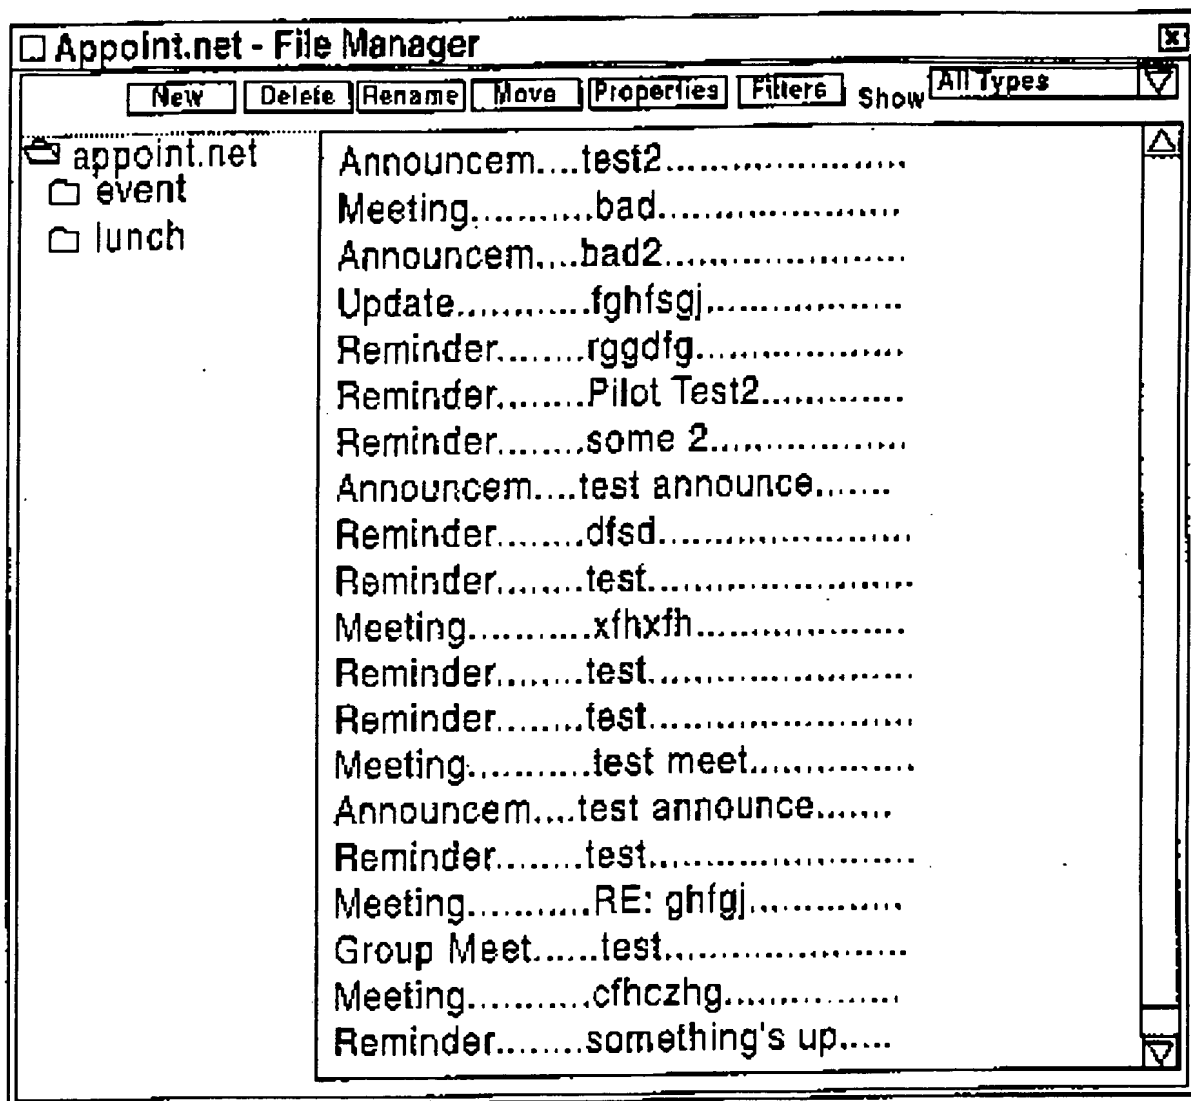 Appoint.net - File Manager
New Delete Rename Move Properties Filters Show All Types
appoint.net
event
lunch
Announcem....test2.......................
Meeting............bad.......................
Announcem....bad2.......................
Update.............fghfsgj...................
Reminder.........rggdfg....................
Reminder.........Pilot Test2.............
Reminder.........some 2..................
Announcem....test announce.......
Reminder.........dfsd.......................
Reminder.........test........................
Meeting............xfhxfh....................
Reminder.........test........................
Reminder.........test........................
Meeting............test meet...............
Announcem....test announce.......
Reminder.........test........................
Meeting............RE: ghfgj..............
Group Meet......test.......................
Meeting............cfhczhg.................
Reminder.........something's up.....